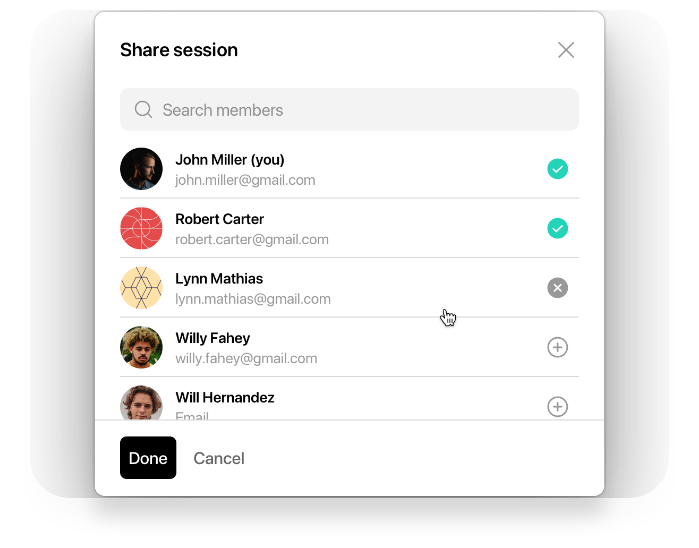 Share session
Search members
John Miller (you)
john.miller@gmail.com
Robert Carter
robert.carter@gmail.com
Lynn Mathias
lynn.mathias@gmail.com
Willy Fahey
willy.fahey@gmail.com
Will Hernandez
Email
Done
Cancel